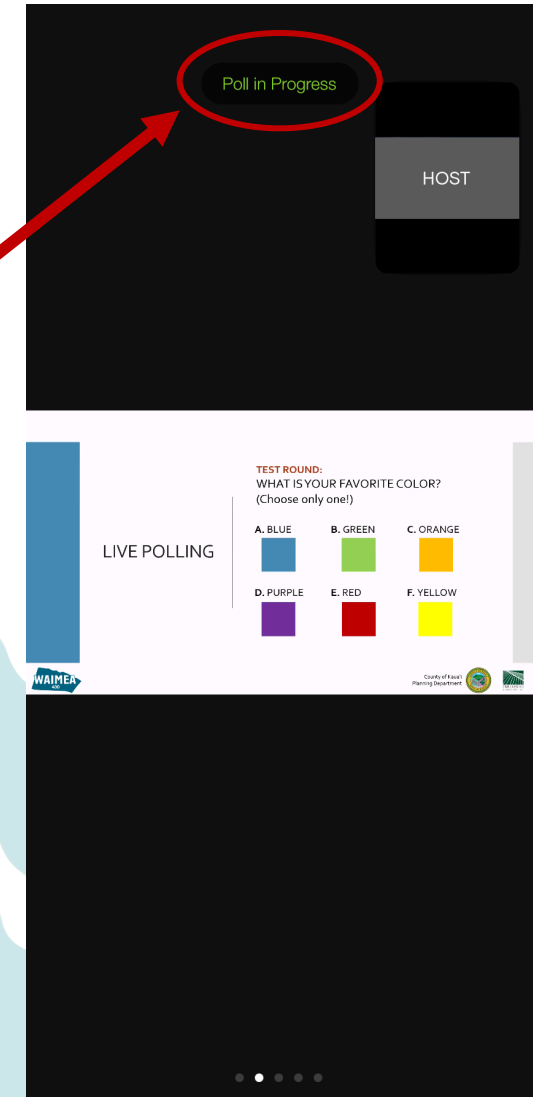 Poll in Progress
HOST
TEST ROUND:
WHAT IS YOUR FAVORITE COLOR?
(Choose only one!)
LIVE POLLING
A. BLUE B. GREEN C. ORANGE
D. PURPLE E. RED F. YELLOW
WAIMEA
400
County of Kaua'i
Planning Department